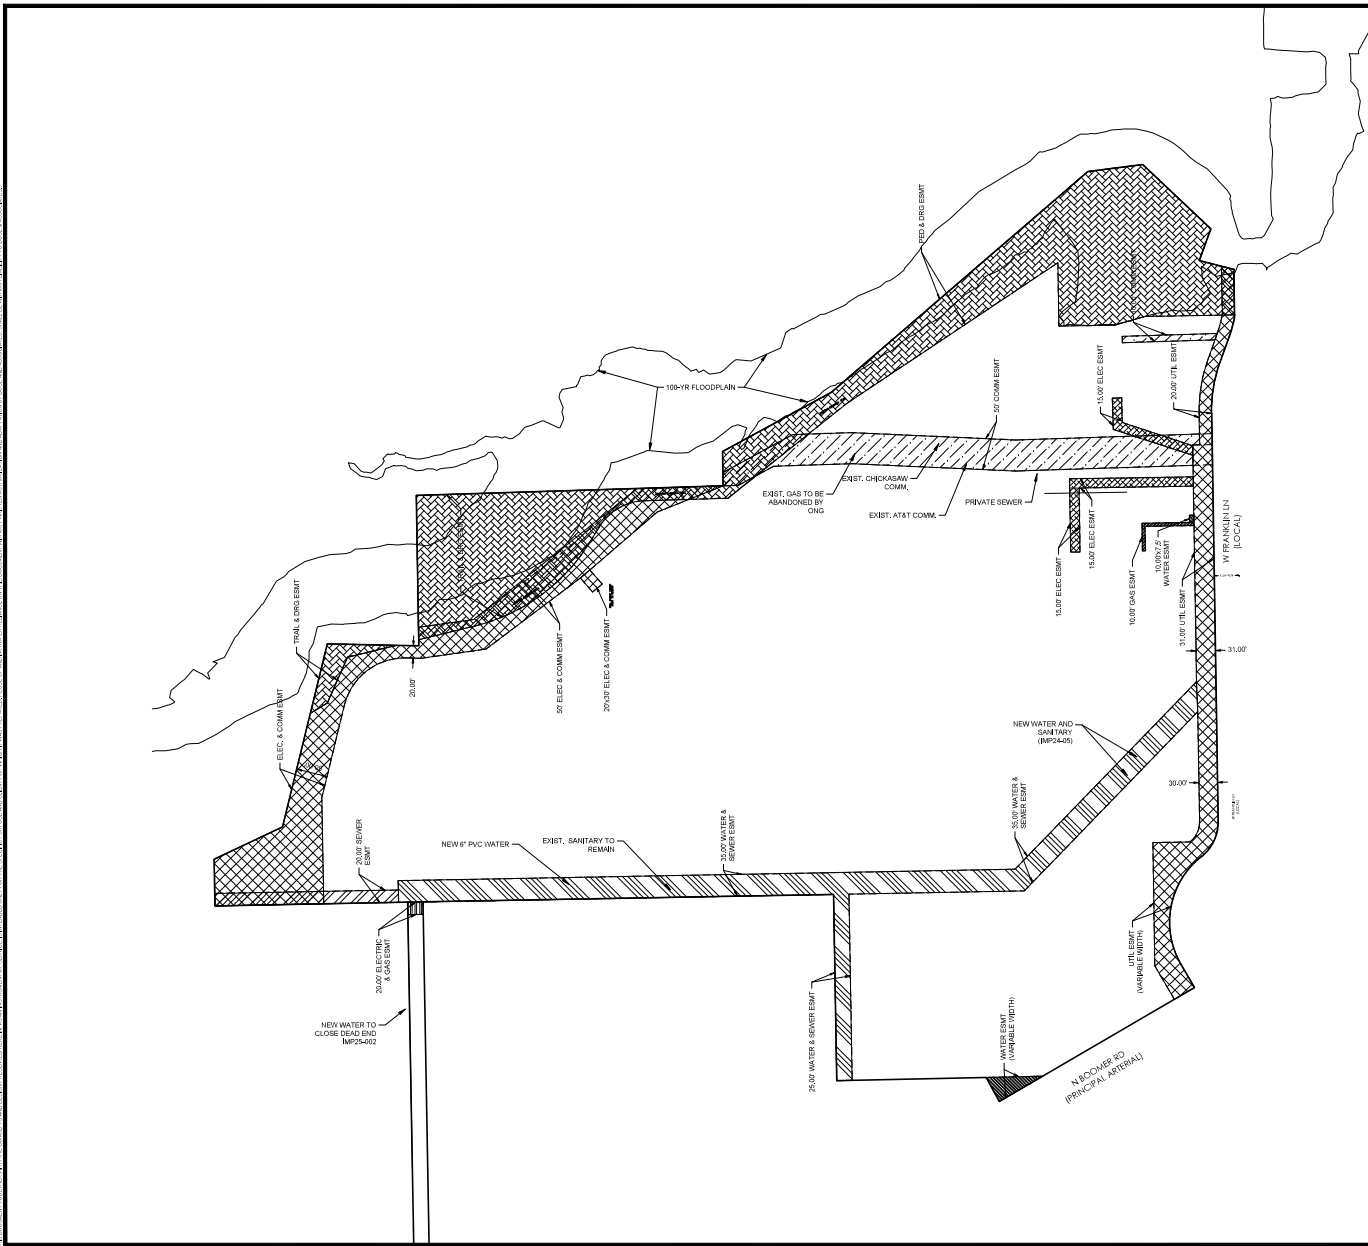 PED & DRG ESMT
10.00' COMM ESMT
100-YR FLOODPLAIN
15.00' ELEC ESMT
20.00' UTIL ESMT
50' COMM ESMT
EXIST. CHICKASAW
COMM.
EXIST. GAS TO BE
ABANDONED BY
ONG
EXIST. AT&T COMM.
PRIVATE SEWER
W FRANKLIN LN
(LOCAL)
TRAIL & DRG ESMT
15.00' ELEC ESMT
15.00' ELEC ESMT
10.00' GAS ESMT
10.00'x7.5'
WATER ESMT
31.00' UTIL ESMT
31.00'
TRAIL & DRG ESMT
20.00'
50' ELEC & COMM ESMT
20'x30' ELEC & COMM ESMT
ELEC. & COMM ESMT
NEW WATER AND
SANITARY
(IMP24-05)
30.00'
20.00' SEWER
ESMT
NEW 6" PVC WATER
EXIST. SANITARY TO
REMAIN
35.00' WATER &
SEWER ESMT
35.00' WATER &
SEWER ESMT
20.00' ELECTRIC
& GAS ESMT
UTIL ESMT
(VARIABLE WIDTH)
NEW WATER TO
CLOSE DEAD END
IMP25-002
25.00' WATER & SEWER ESMT
WATER ESMT
(VARIABLE WIDTH)
N BOOMER RD
(PRINCIPAL ARTERIAL)